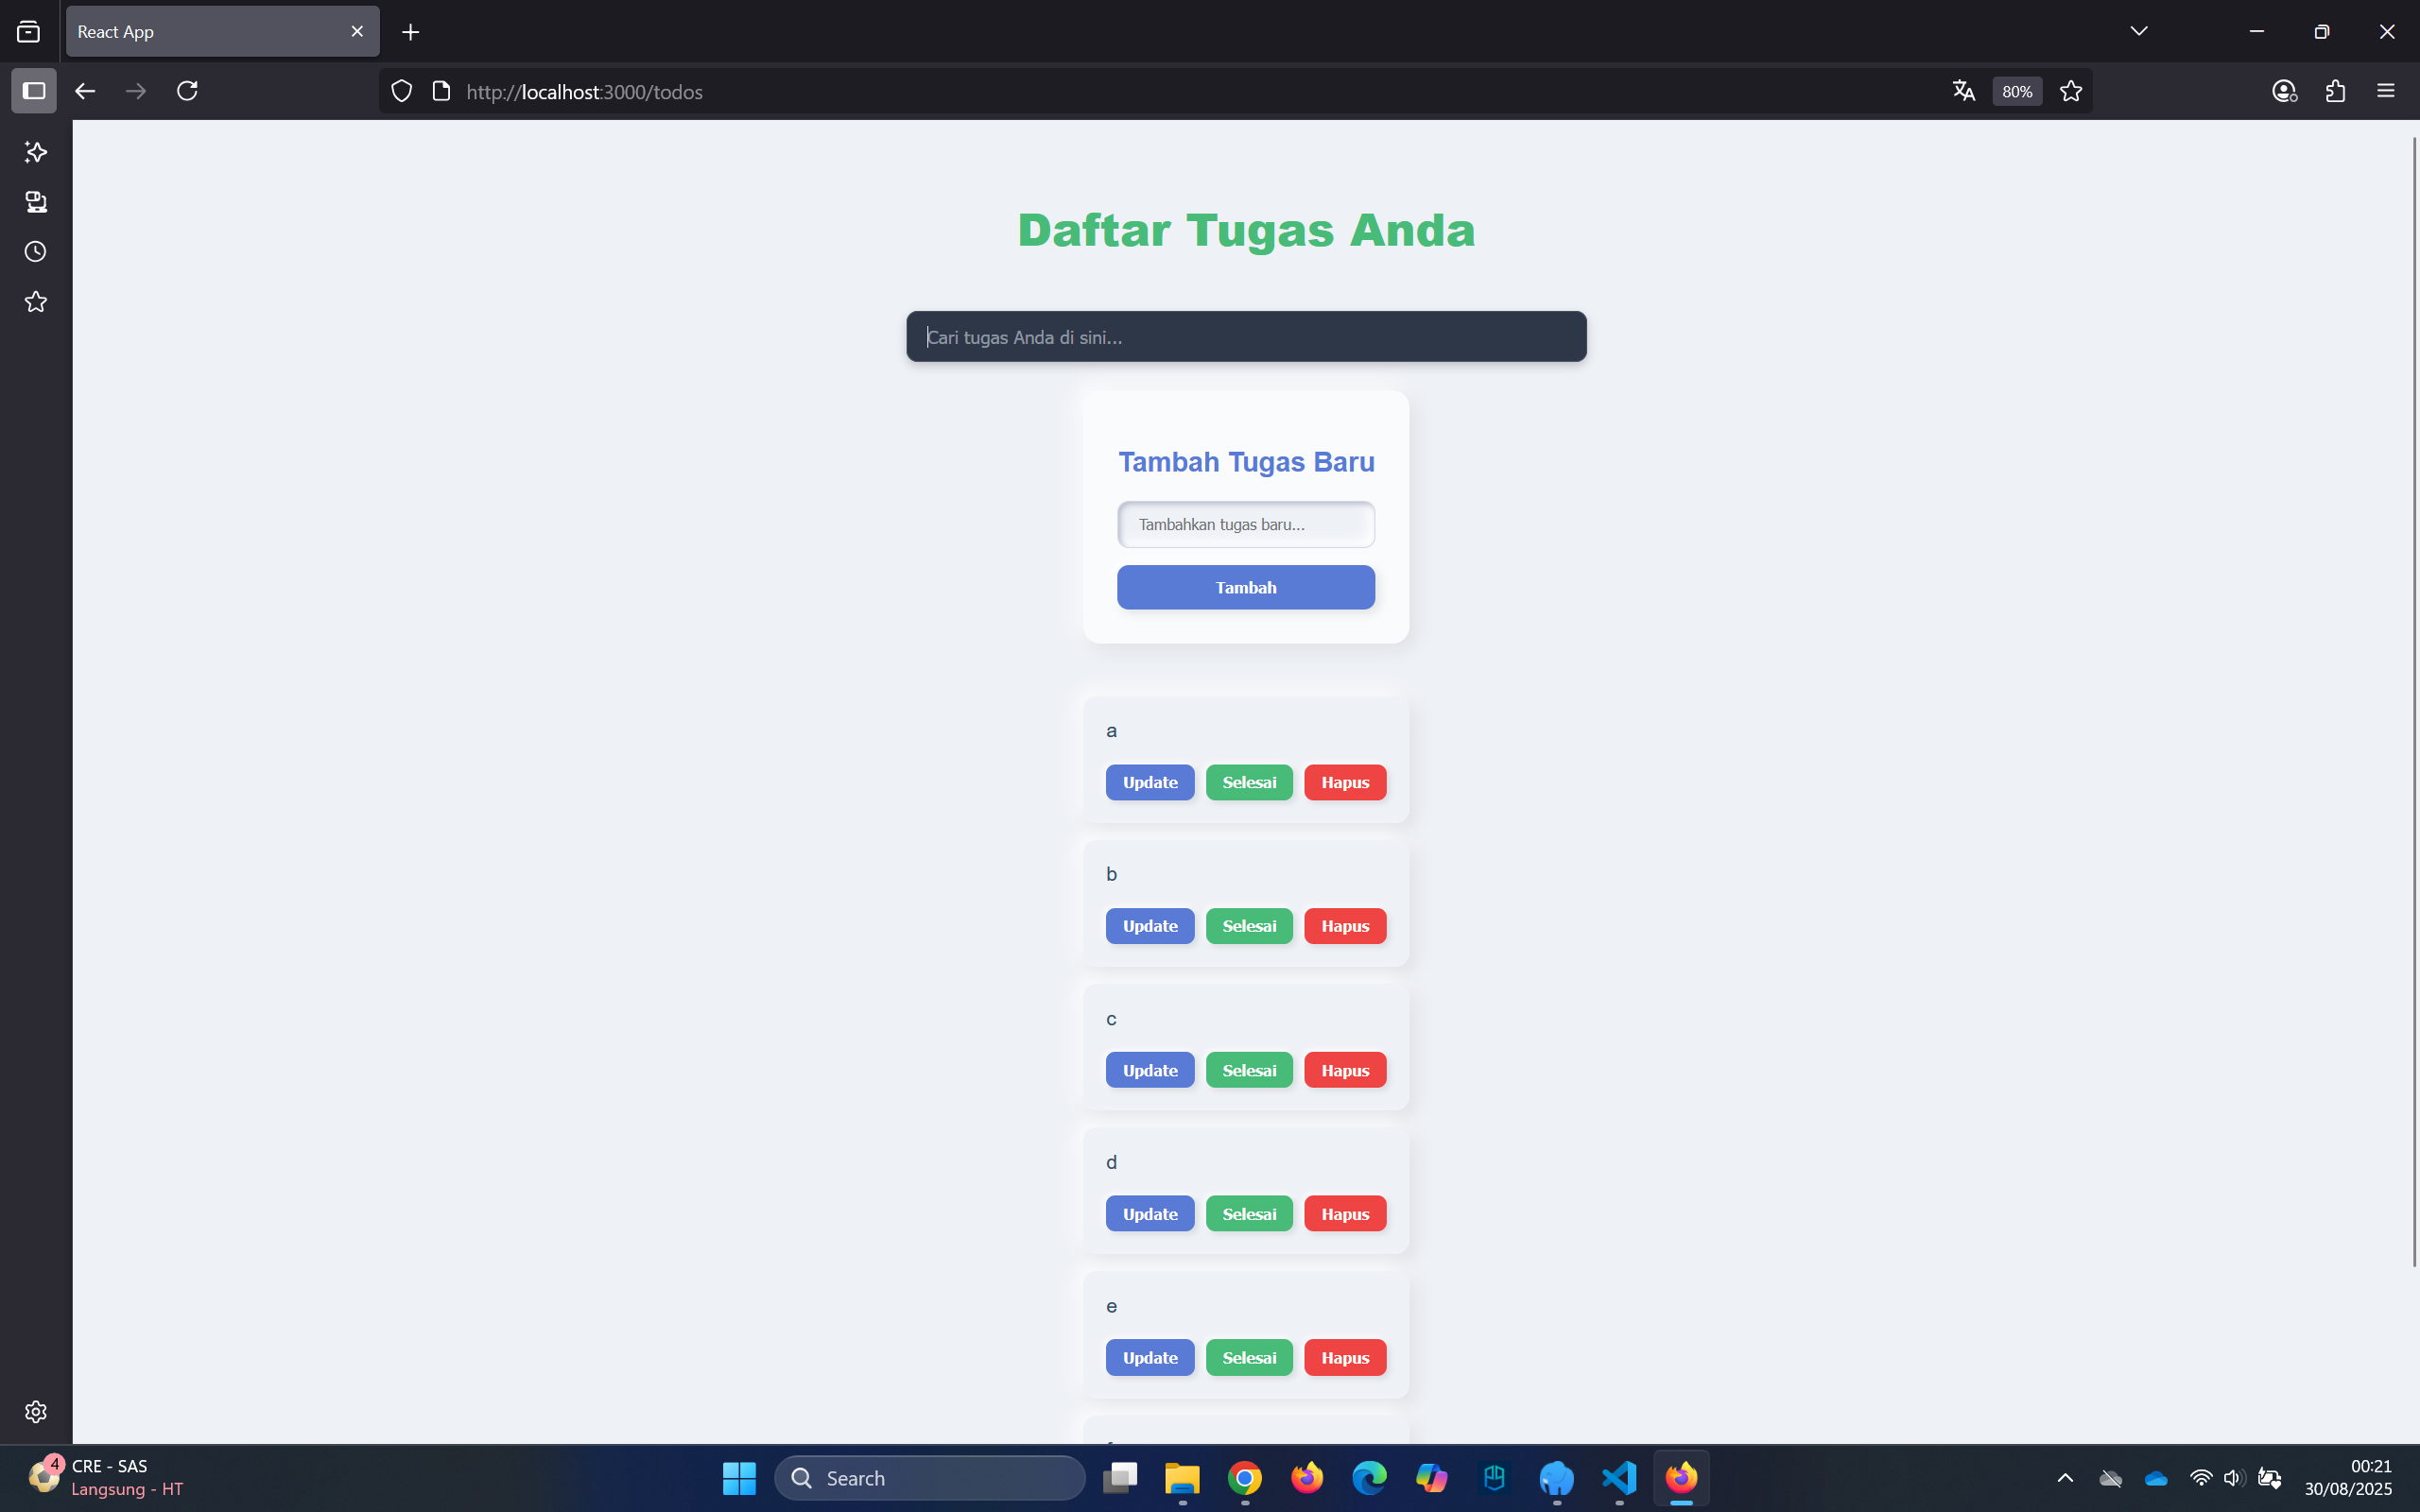 React App
http://localhost:3000/todos
80%
Daftar Tugas Anda
Cari tugas Anda di sini...
Tambah Tugas Baru
Tambahkan tugas baru...
Tambah
a
Update Selesai Hapus
b
Update Selesai Hapus
c
Update Selesai Hapus
d
Update Selesai Hapus
e
Update Selesai Hapus
4
CRE - SAS
Langsung - HT
Search
00:21
30/08/2025